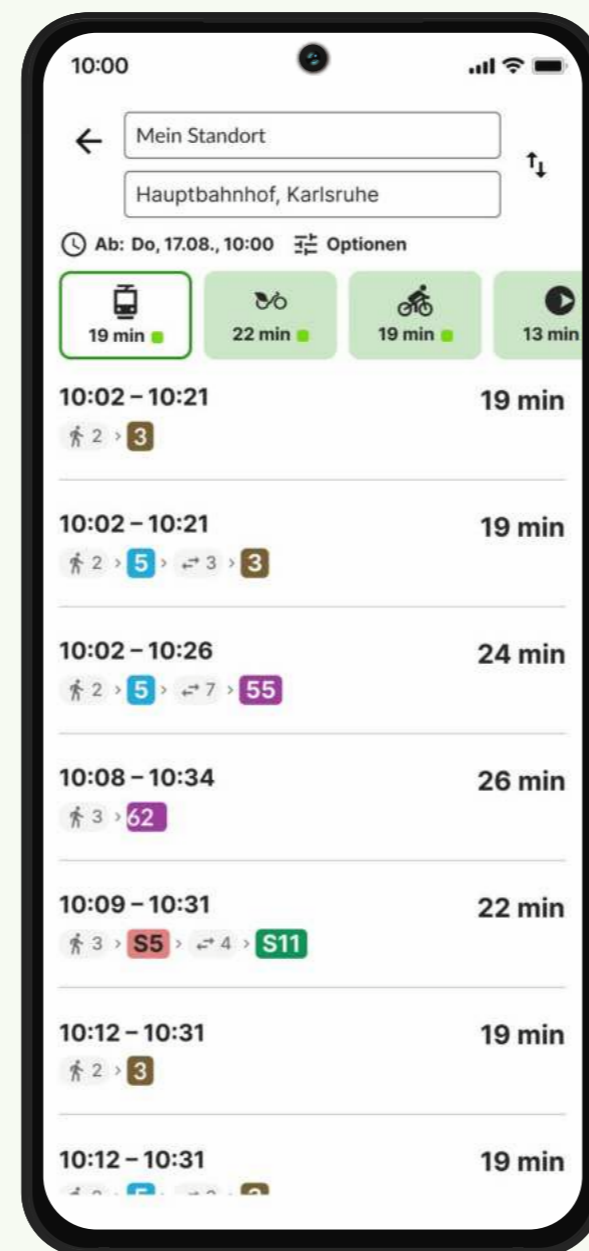 10:00
Mein Standort
Hauptbahnhof, Karlsruhe
Ab: Do, 17.08., 10:00 Optionen
19 min 22 min 19 min 13 min
10:02 – 10:21 19 min
2 > 3
10:02 – 10:21 19 min
2 > 5 > 3 > 3
10:02 – 10:26 24 min
2 > 5 > 7 > 55
10:08 – 10:34 26 min
3 > 62
10:09 – 10:31 22 min
3 > S5 > 4 > S11
10:12 – 10:31 19 min
2 > 3
10:12 – 10:31 19 min